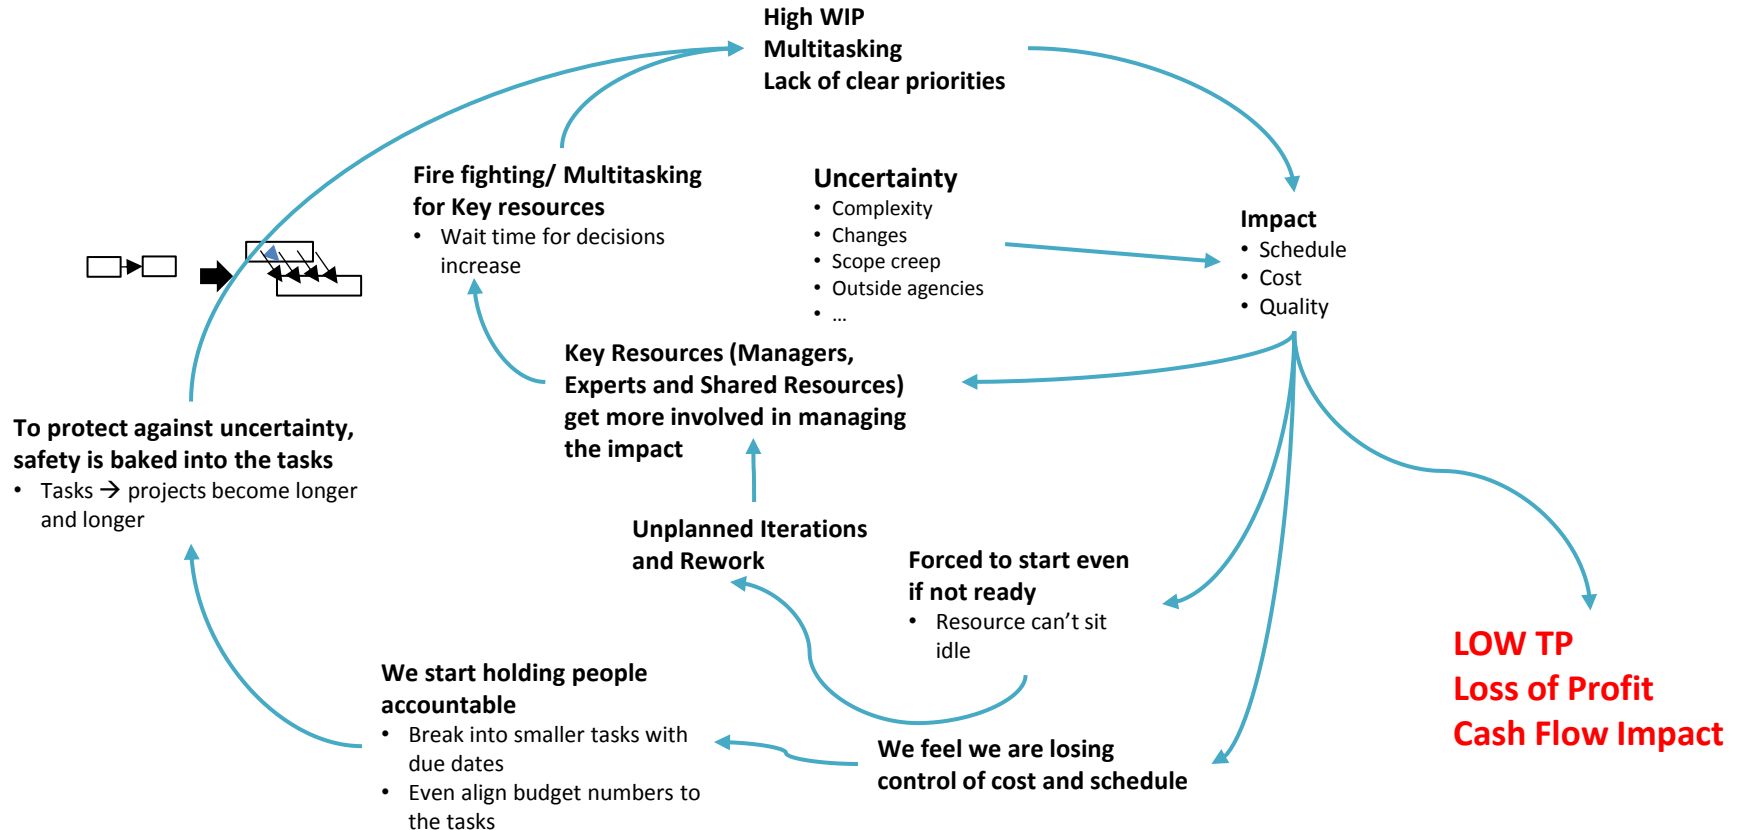 High WIP
Multitasking
Lack of clear priorities
Fire fighting/ Multitasking
for Key resources
• Wait time for decisions
increase
Uncertainty
• Complexity
• Changes
• Scope creep
• Outside agencies
• ...
Impact
• Schedule
• Cost
• Quality
Key Resources (Managers,
Experts and Shared Resources)
get more involved in managing
the impact
To protect against uncertainty,
safety is baked into the tasks
• Tasks → projects become longer
and longer
Unplanned Iterations
and Rework
Forced to start even
if not ready
• Resource can’t sit
idle
LOW TP
Loss of Profit
Cash Flow Impact
We start holding people
accountable
• Break into smaller tasks with
due dates
• Even align budget numbers to
the tasks
We feel we are losing
control of cost and schedule